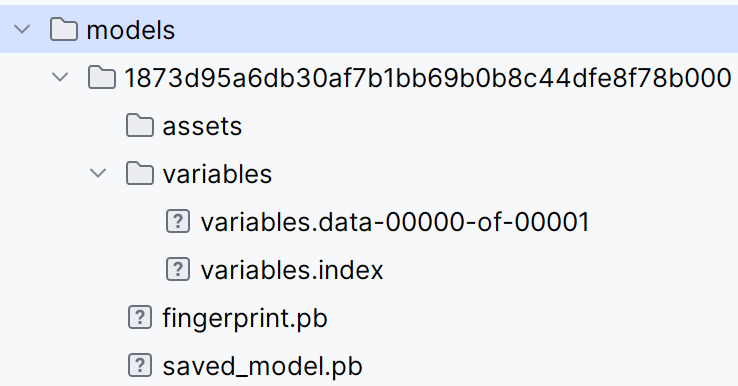 models
1873d95a6db30af7b1bb69b0b8c44dfe8f78b000
assets
variables
variables.data-00000-of-00001
variables.index
fingerprint.pb
saved_model.pb